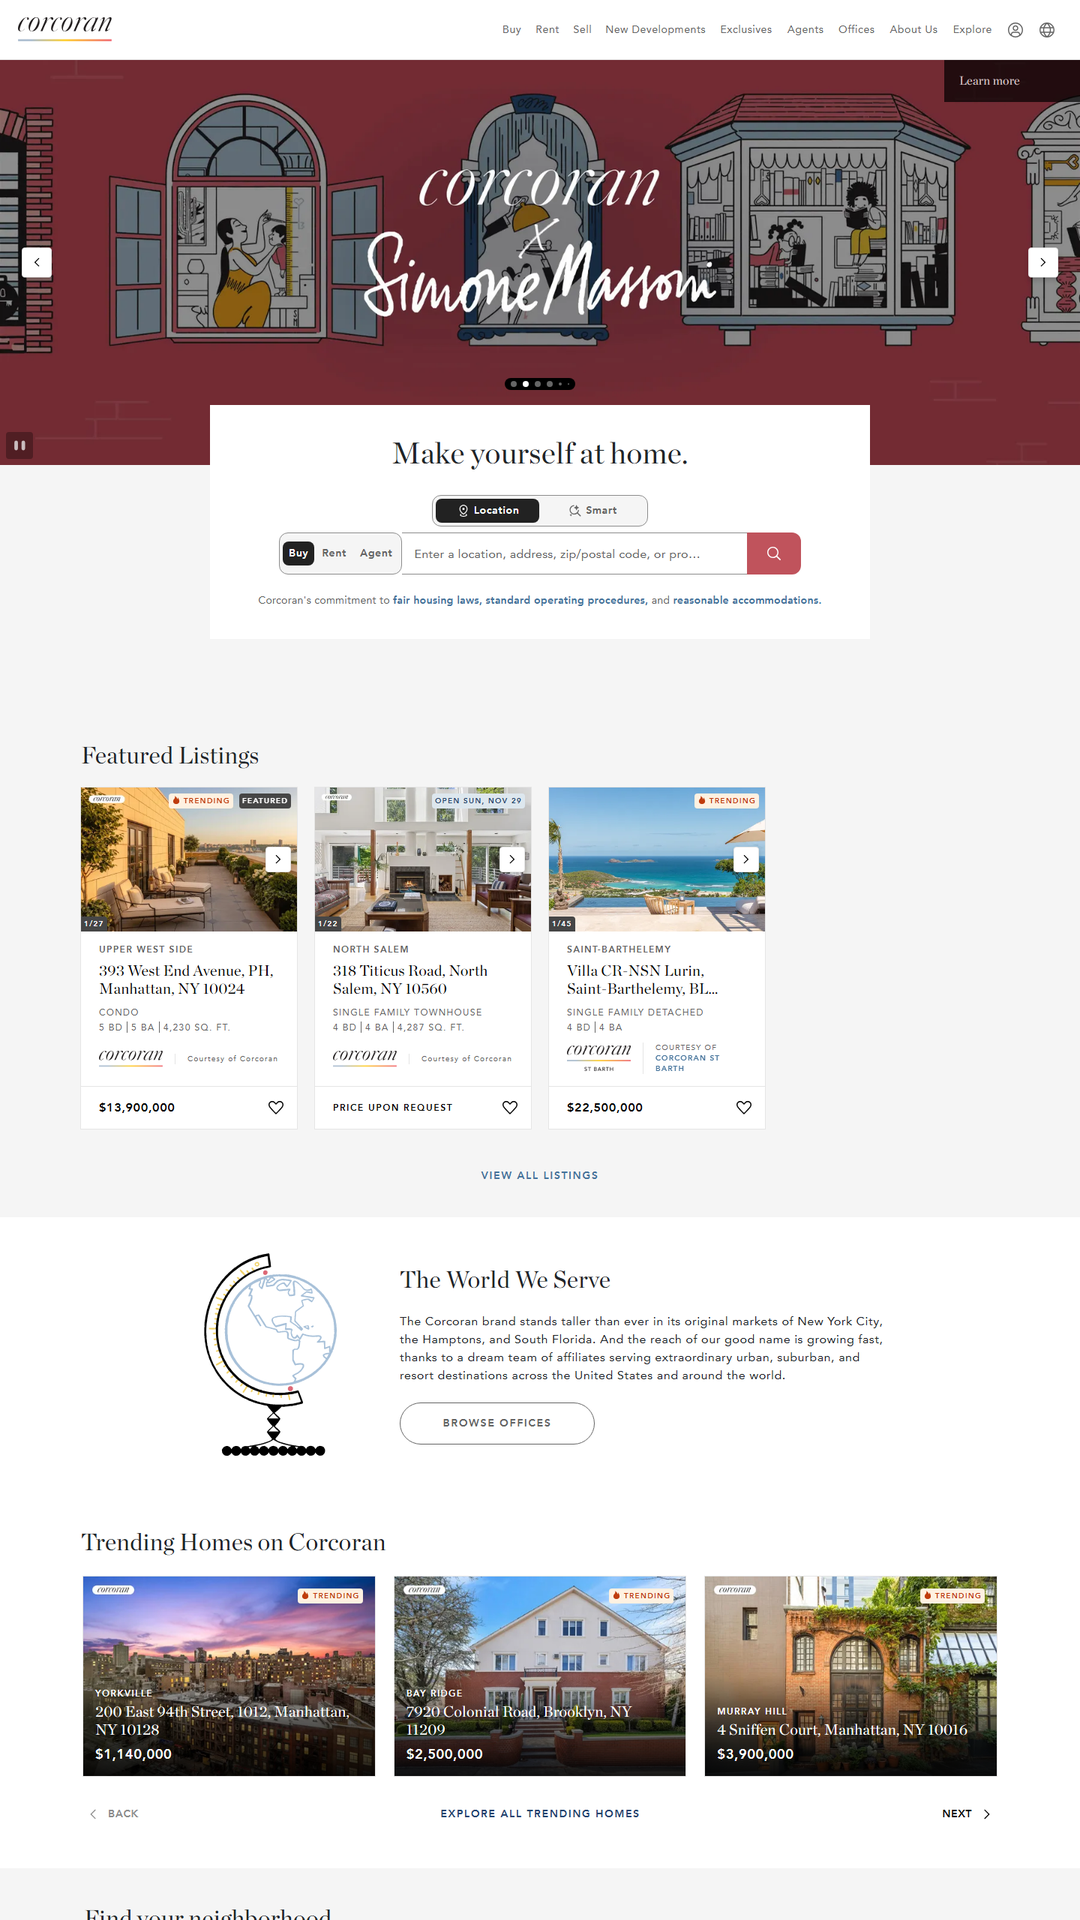 corcoran
Buy Rent Sell New Developments Exclusives Agents Offices About Us Explore
Learn more
corcoran
x
Simone Massoni
Make yourself at home.
Location Smart
Buy Rent Agent Enter a location, address, zip/postal code, or pro...
Corcoran's commitment to fair housing laws, standard operating procedures, and reasonable accommodations.
Featured Listings
corcoran TRENDING FEATURED
1/27
UPPER WEST SIDE
393 West End Avenue, PH,
Manhattan, NY 10024
CONDO
5 BD | 5 BA | 4,230 SQ. FT.
corcoran Courtesy of Corcoran
$13,900,000
corcoran OPEN SUN, NOV 29
1/22
NORTH SALEM
318 Titicus Road, North
Salem, NY 10560
SINGLE FAMILY TOWNHOUSE
4 BD | 4 BA | 4,287 SQ. FT.
corcoran Courtesy of Corcoran
PRICE UPON REQUEST
TRENDING
1/45
SAINT-BARTHELEMY
Villa CR-NSN Lurin,
Saint-Barthelemy, BL...
SINGLE FAMILY DETACHED
4 BD | 4 BA
corcoran
ST BARTH
COURTESY OF
CORCORAN ST
BARTH
$22,500,000
VIEW ALL LISTINGS
The World We Serve
The Corcoran brand stands taller than ever in its original markets of New York City,
the Hamptons, and South Florida. And the reach of our good name is growing fast,
thanks to a dream team of affiliates serving extraordinary urban, suburban, and
resort destinations across the United States and around the world.
BROWSE OFFICES
Trending Homes on Corcoran
corcoran TRENDING
YORKVILLE
200 East 94th Street, 1012, Manhattan,
NY 10128
$1,140,000
corcoran TRENDING
BAY RIDGE
7920 Colonial Road, Brooklyn, NY
11209
$2,500,000
corcoran TRENDING
MURRAY HILL
4 Sniffen Court, Manhattan, NY 10016
$3,900,000
BACK EXPLORE ALL TRENDING HOMES NEXT
Find your neighborhood